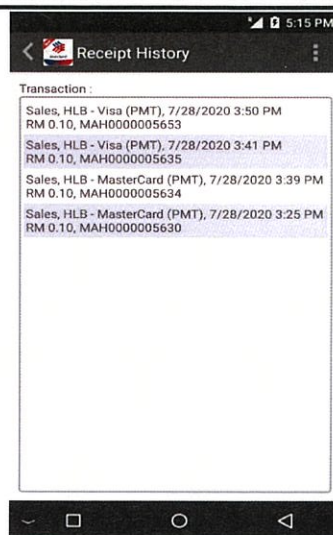 5:15 PM
Receipt History
Transaction :
Sales, HLB - Visa (PMT), 7/28/2020 3:50 PM
RM 0.10, MAH0000005653
Sales, HLB - Visa (PMT), 7/28/2020 3:41 PM
RM 0.10, MAH0000005635
Sales, HLB - MasterCard (PMT), 7/28/2020 3:39 PM
RM 0.10, MAH0000005634
Sales, HLB - MasterCard (PMT), 7/28/2020 3:25 PM
RM 0.10, MAH0000005630